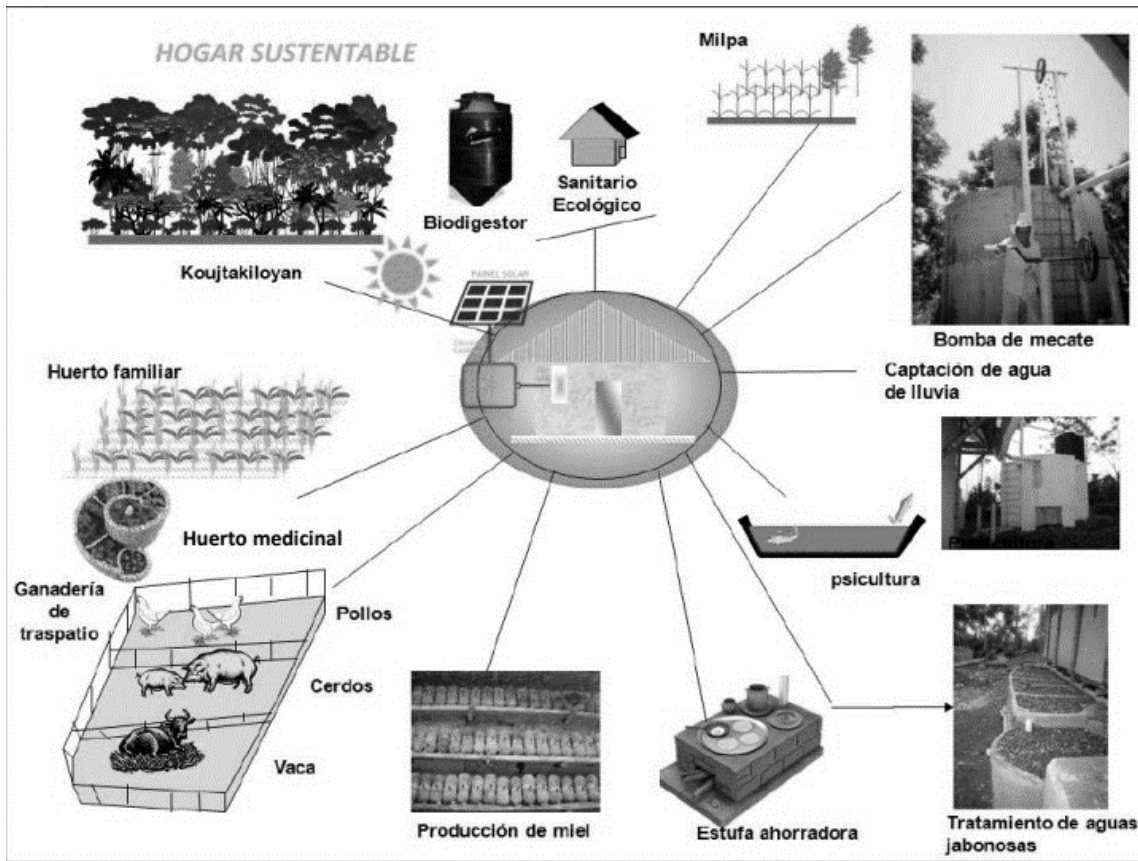 HOGAR SUSTENTABLE
Milpa
Biodigestor
Sanitario
Ecológico
Koujtakiloyan
PAINEL SOLAR
Bomba de mecate
Captación de agua
de lluvia
Huerto familiar
Huerto medicinal
psicultura
Ganadería
de
traspatio
Pollos
Cerdos
Vaca
Producción de miel
Estufa ahorradora
Tratamiento de aguas
jabonosas